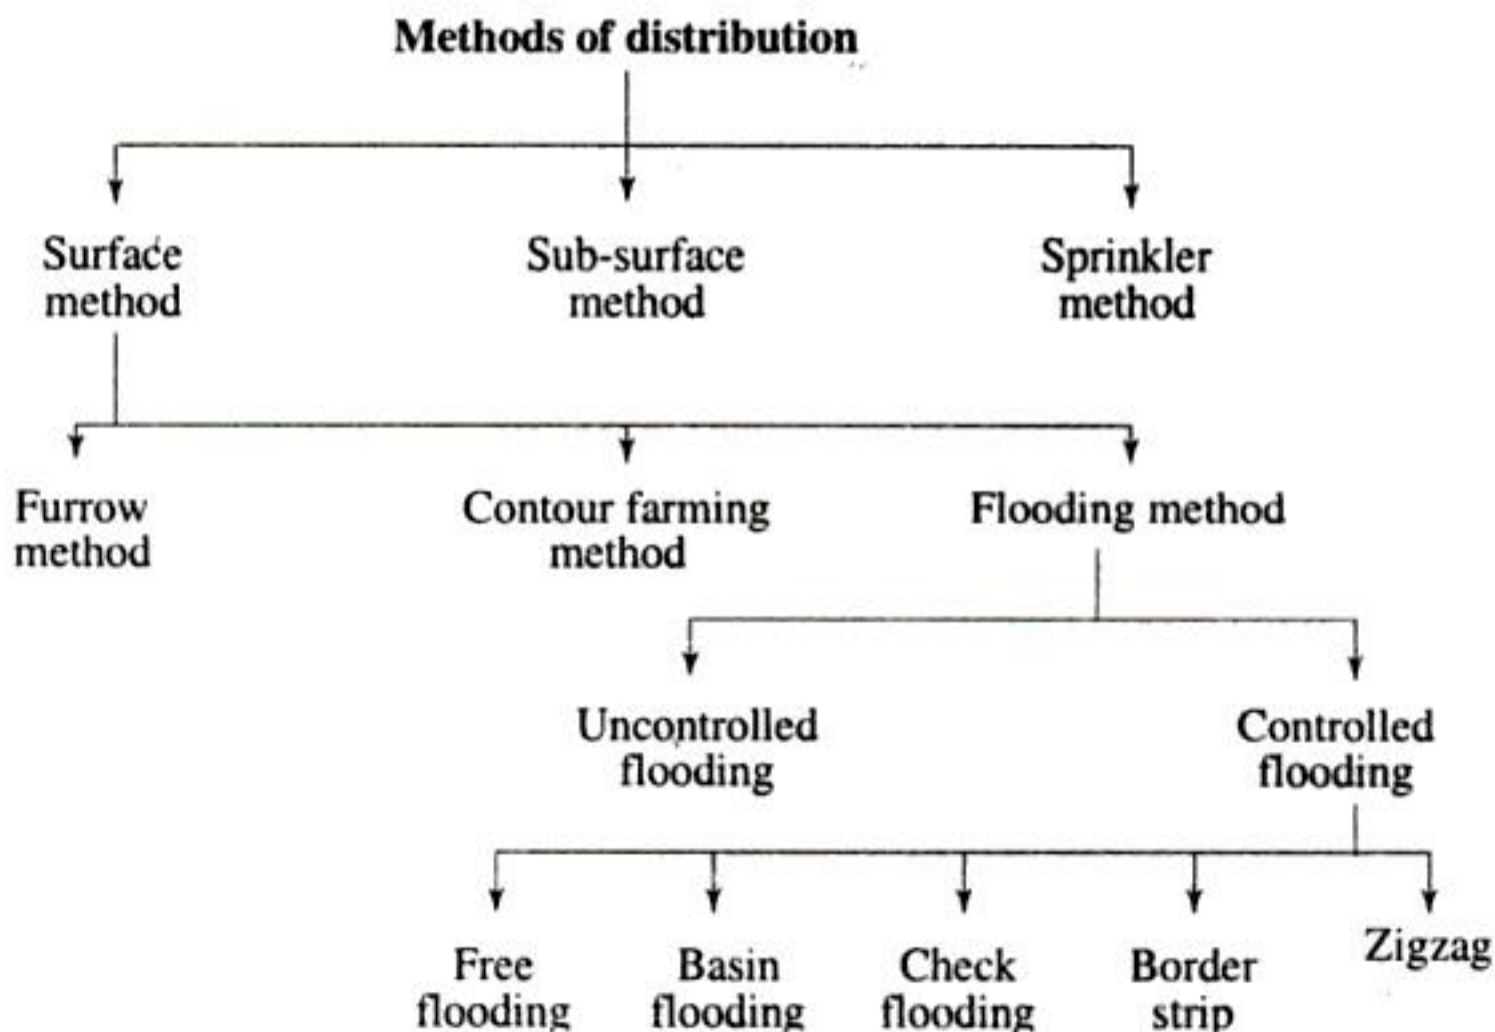 Methods of distribution
Surface
method
Sub-surface
method
Sprinkler
method
Furrow
method
Contour farming
method
Flooding method
Uncontrolled
flooding
Controlled
flooding
Free
flooding
Basin
flooding
Check
flooding
Border
strip
Zigzag